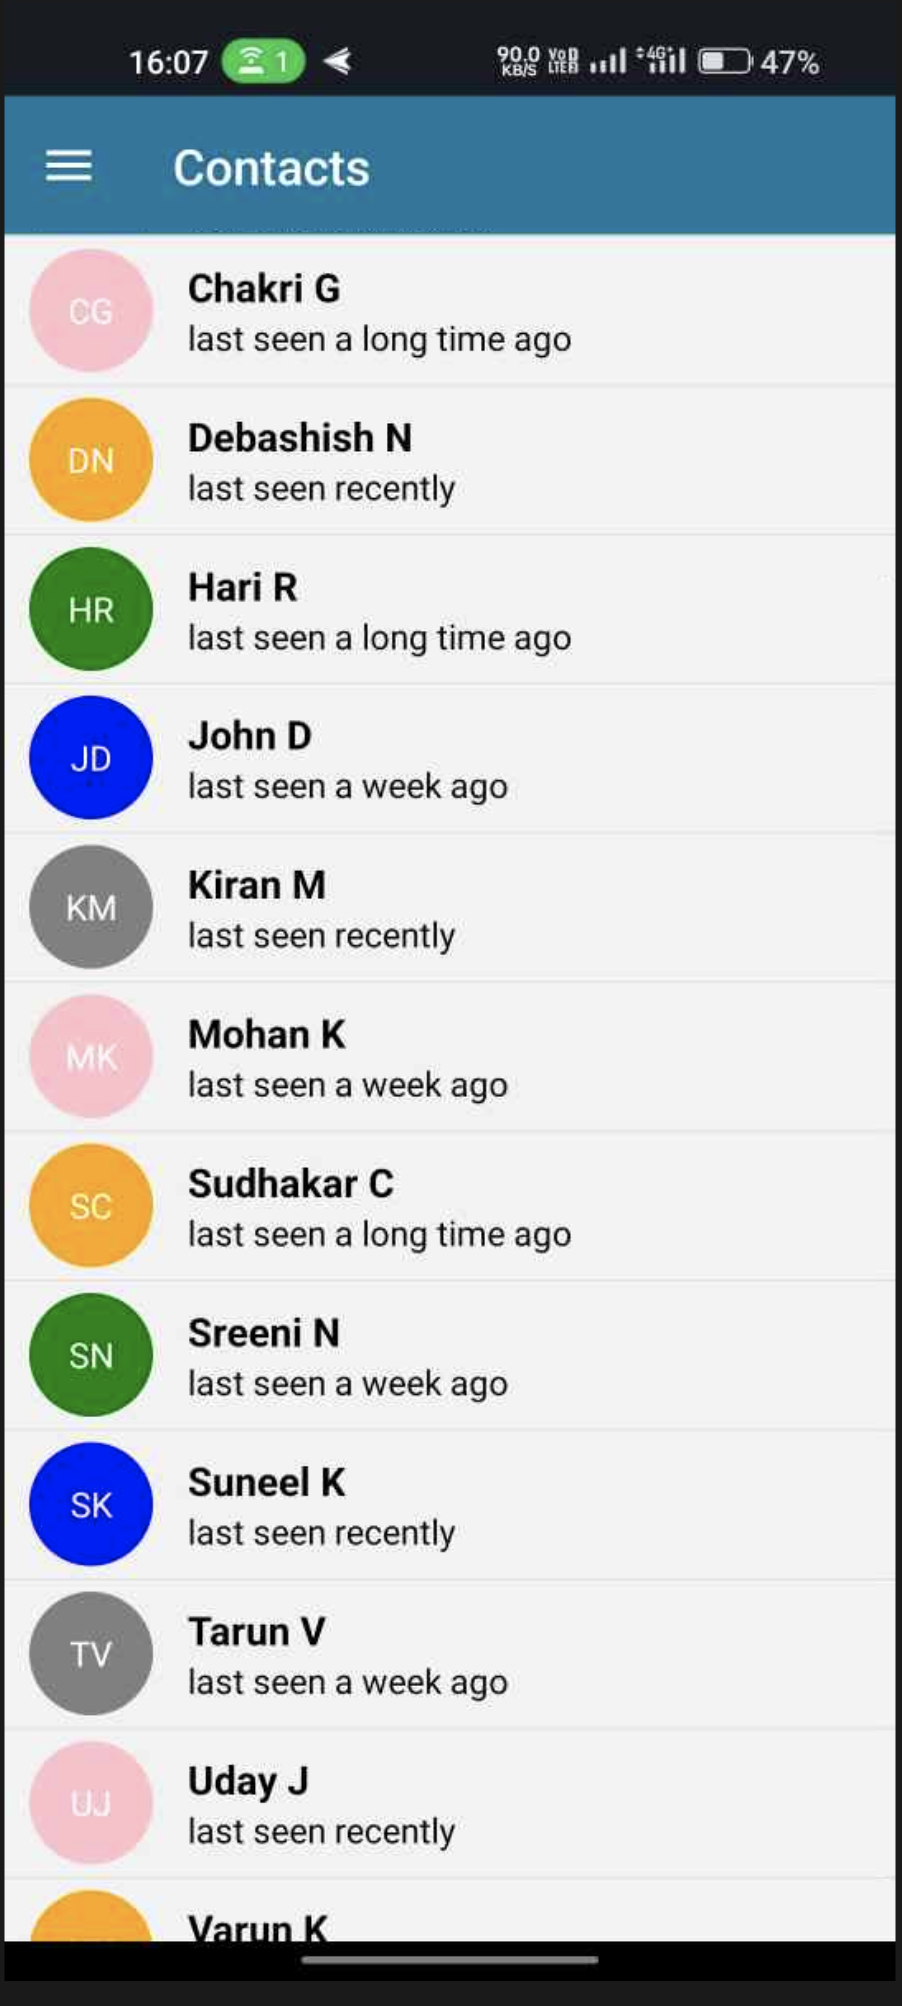 16:07 1 90.0 KB/S VoD LTE 4G+ 47%
Contacts
CG Chakri G
last seen a long time ago
DN Debashish N
last seen recently
HR Hari R
last seen a long time ago
JD John D
last seen a week ago
KM Kiran M
last seen recently
MK Mohan K
last seen a week ago
SC Sudhakar C
last seen a long time ago
SN Sreeni N
last seen a week ago
SK Suneel K
last seen recently
TV Tarun V
last seen a week ago
UJ Uday J
last seen recently
Varun K